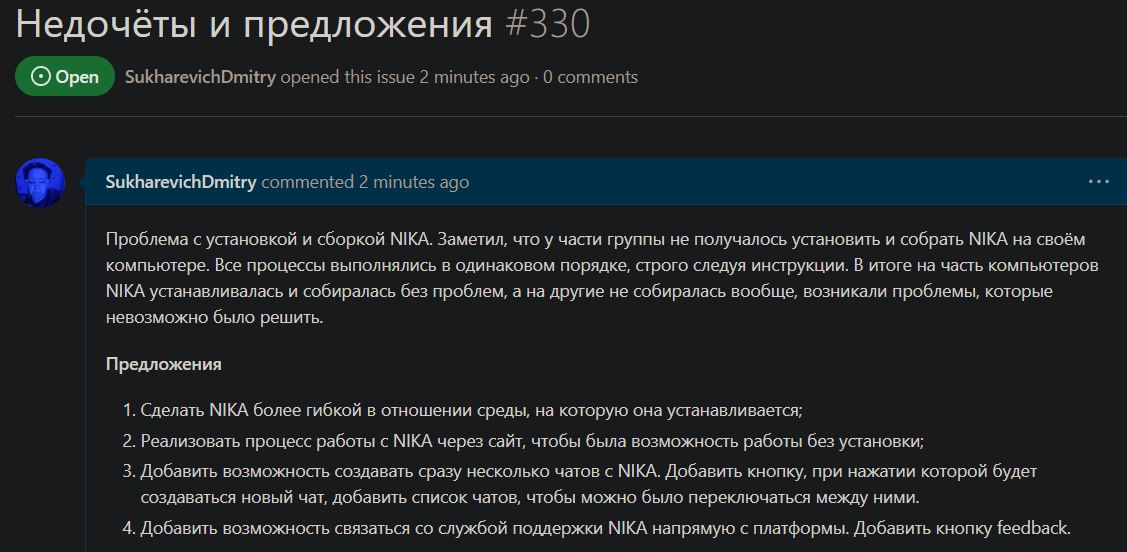 Недочёты и предложения #330
Open SukharevichDmitry opened this issue 2 minutes ago · 0 comments
SukharevichDmitry commented 2 minutes ago ...
Проблема с установкой и сборкой NIKA. Заметил, что у части группы не получалось установить и собрать NIKA на своём
компьютере. Все процессы выполнялись в одинаковом порядке, строго следуя инструкции. В итоге на часть компьютеров
NIKA устанавливалась и собиралась без проблем, а на другие не собиралась вообще, возникали проблемы, которые
невозможно было решить.
Предложения
1. Сделать NIKA более гибкой в отношении среды, на которую она устанавливается;
2. Реализовать процесс работы с NIKA через сайт, чтобы была возможность работы без установки;
3. Добавить возможность создавать сразу несколько чатов с NIKA. Добавить кнопку, при нажатии которой будет
создаваться новый чат, добавить список чатов, чтобы можно было переключаться между ними.
4. Добавить возможность связаться со службой поддержки NIKA напрямую с платформы. Добавить кнопку feedback.